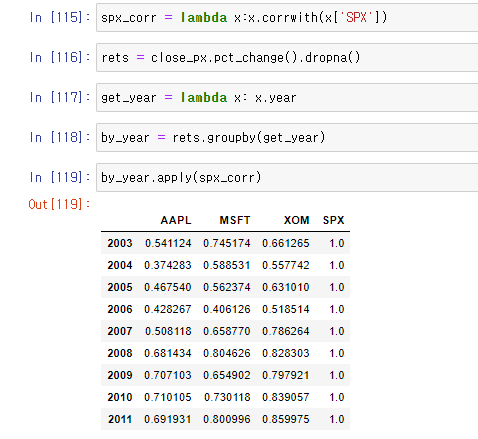 In [115]: spx_corr = lambda x:x.corrwith(x['SPX'])
In [116]: rets = close_px.pct_change().dropna()
In [117]: get_year = lambda x: x.year
In [118]: by_year = rets.groupby(get_year)
In [119]: by_year.apply(spx_corr)
Out[119]:
AAPL MSFT XOM SPX
2003 0.541124 0.745174 0.661265 1.0
2004 0.374283 0.588531 0.557742 1.0
2005 0.467540 0.562374 0.631010 1.0
2006 0.428267 0.406126 0.518514 1.0
2007 0.508118 0.658770 0.786264 1.0
2008 0.681434 0.804626 0.828303 1.0
2009 0.707103 0.654902 0.797921 1.0
2010 0.710105 0.730118 0.839057 1.0
2011 0.691931 0.800996 0.859975 1.0